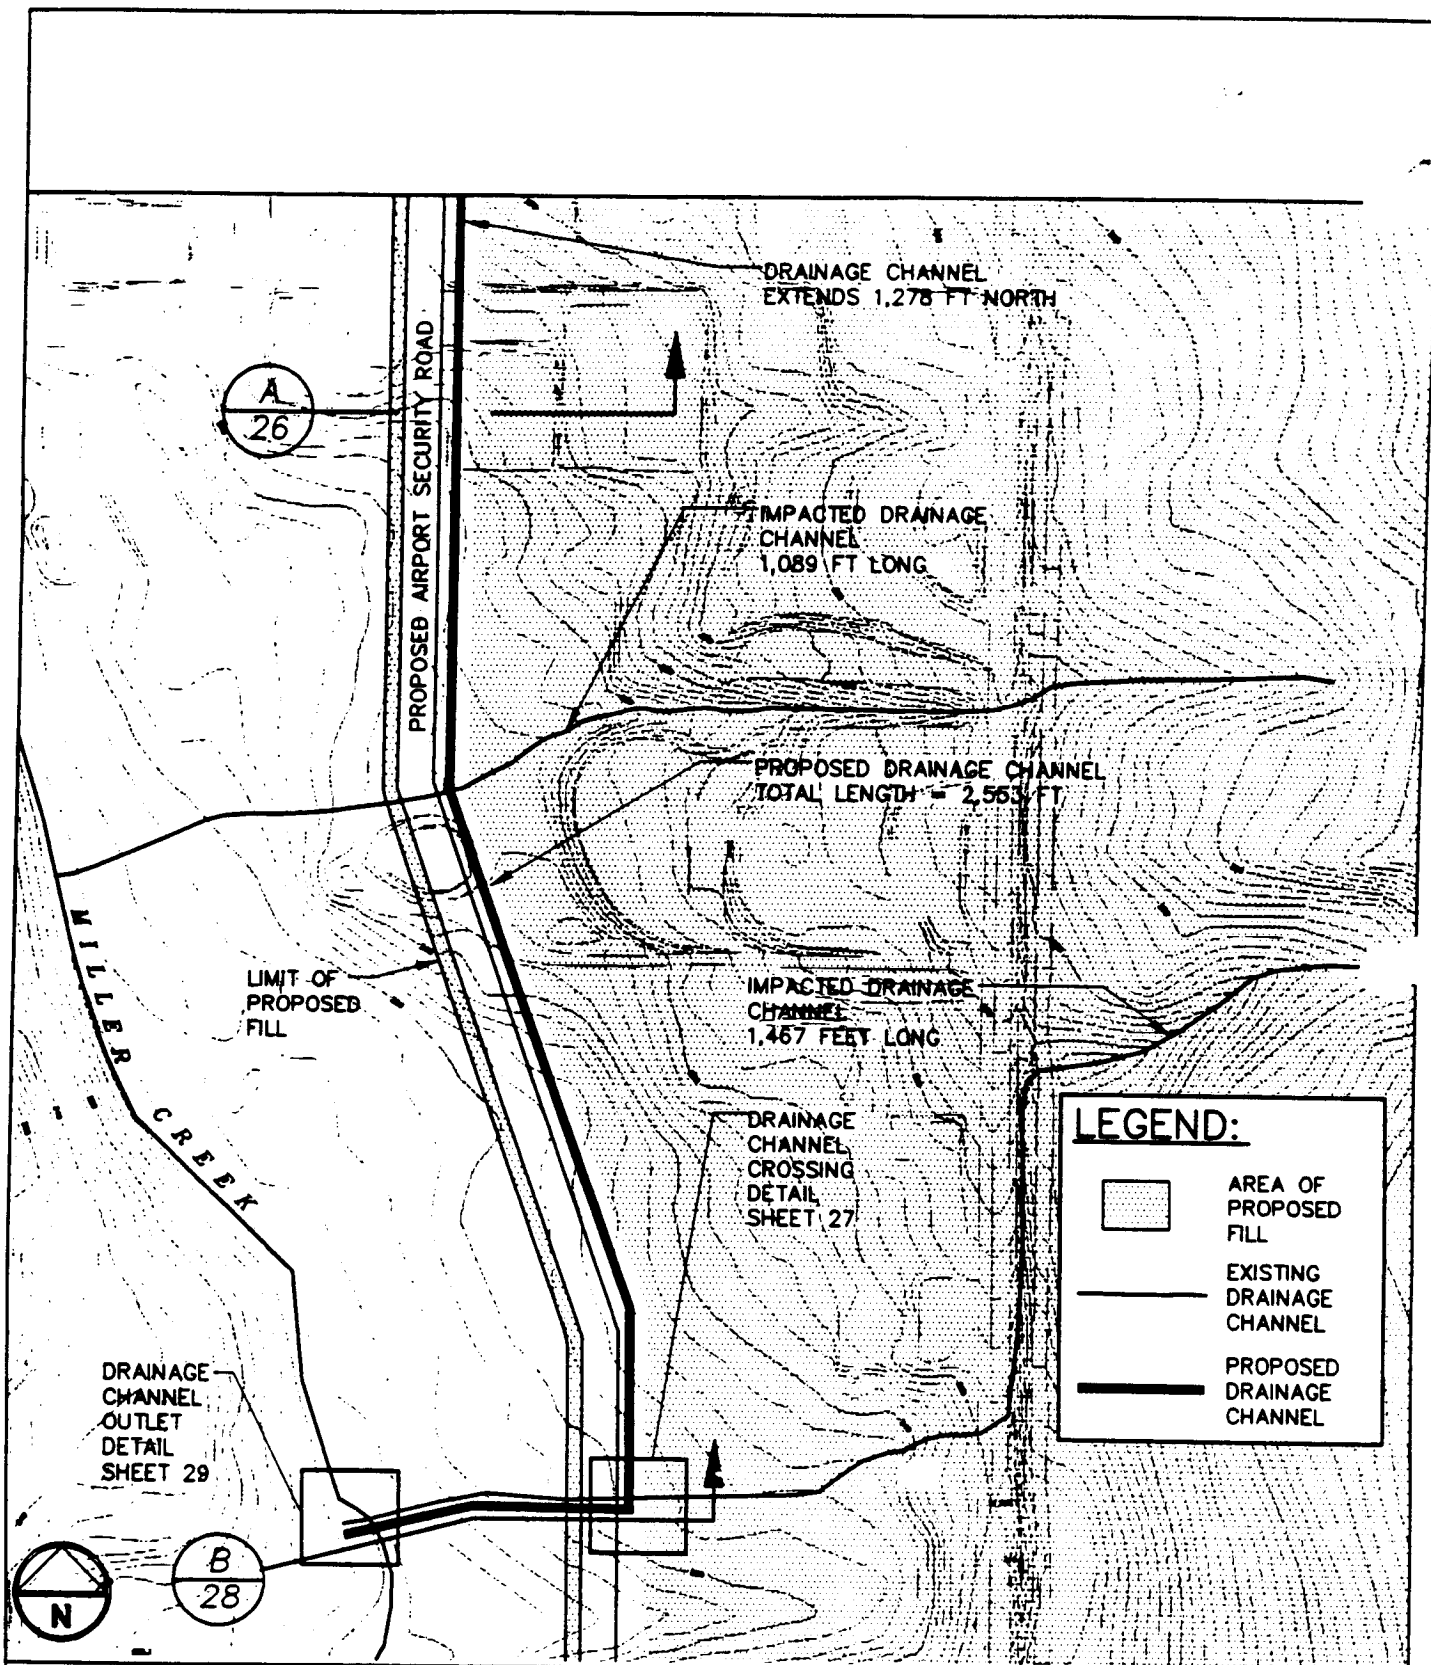 DRAINAGE CHANNEL
EXTENDS 1,278 FT NORTH
PROPOSED AIRPORT SECURITY ROAD
A
26
IMPACTED DRAINAGE
CHANNEL
1,089 FT LONG
PROPOSED DRAINAGE CHANNEL
TOTAL LENGTH = 2,553 FT
MILLER CREEK
LIMIT OF
PROPOSED
FILL
IMPACTED DRAINAGE
CHANNEL
1,467 FEET LONG
DRAINAGE
CHANNEL
CROSSING
DETAIL
SHEET 27
LEGEND:
AREA OF
PROPOSED
FILL
EXISTING
DRAINAGE
CHANNEL
PROPOSED
DRAINAGE
CHANNEL
DRAINAGE
CHANNEL
OUTLET
DETAIL
SHEET 29
N
B
28